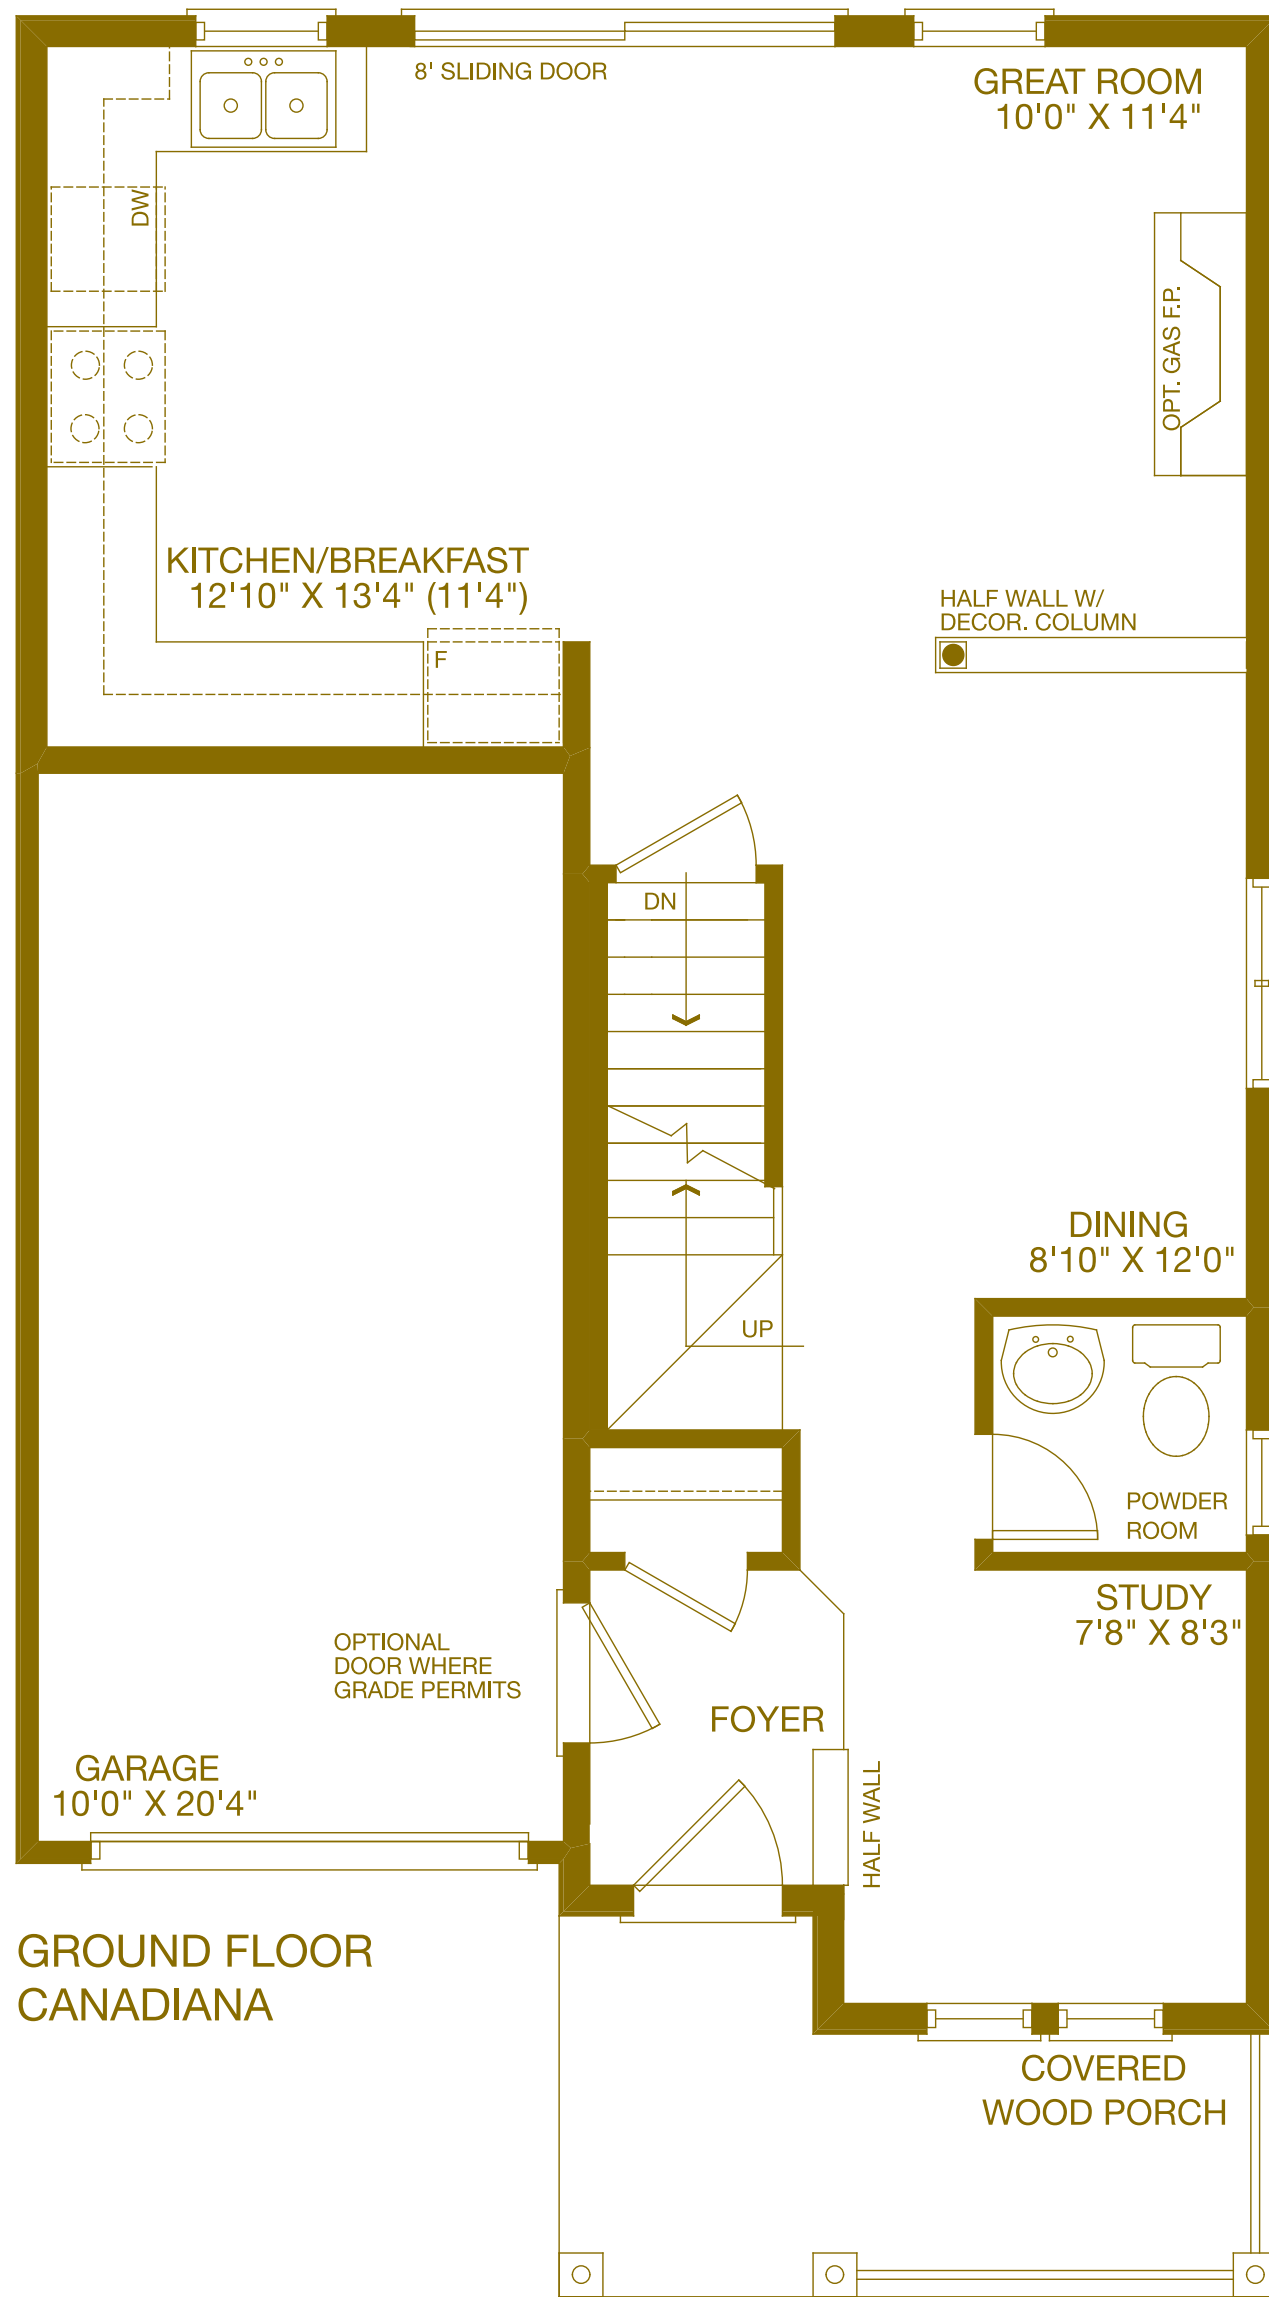 8' SLIDING DOOR
GREAT ROOM
10'0" X 11'4"
DW
OPT. GAS F.P.
KITCHEN/BREAKFAST
12'10" X 13'4" (11'4")
HALF WALL W/
DECOR. COLUMN
F
DN
DINING
8'10" X 12'0"
UP
POWDER
ROOM
STUDY
7'8" X 8'3"
OPTIONAL
DOOR WHERE
GRADE PERMITS
FOYER
GARAGE
10'0" X 20'4"
HALF WALL
GROUND FLOOR
CANADIANA
COVERED
WOOD PORCH